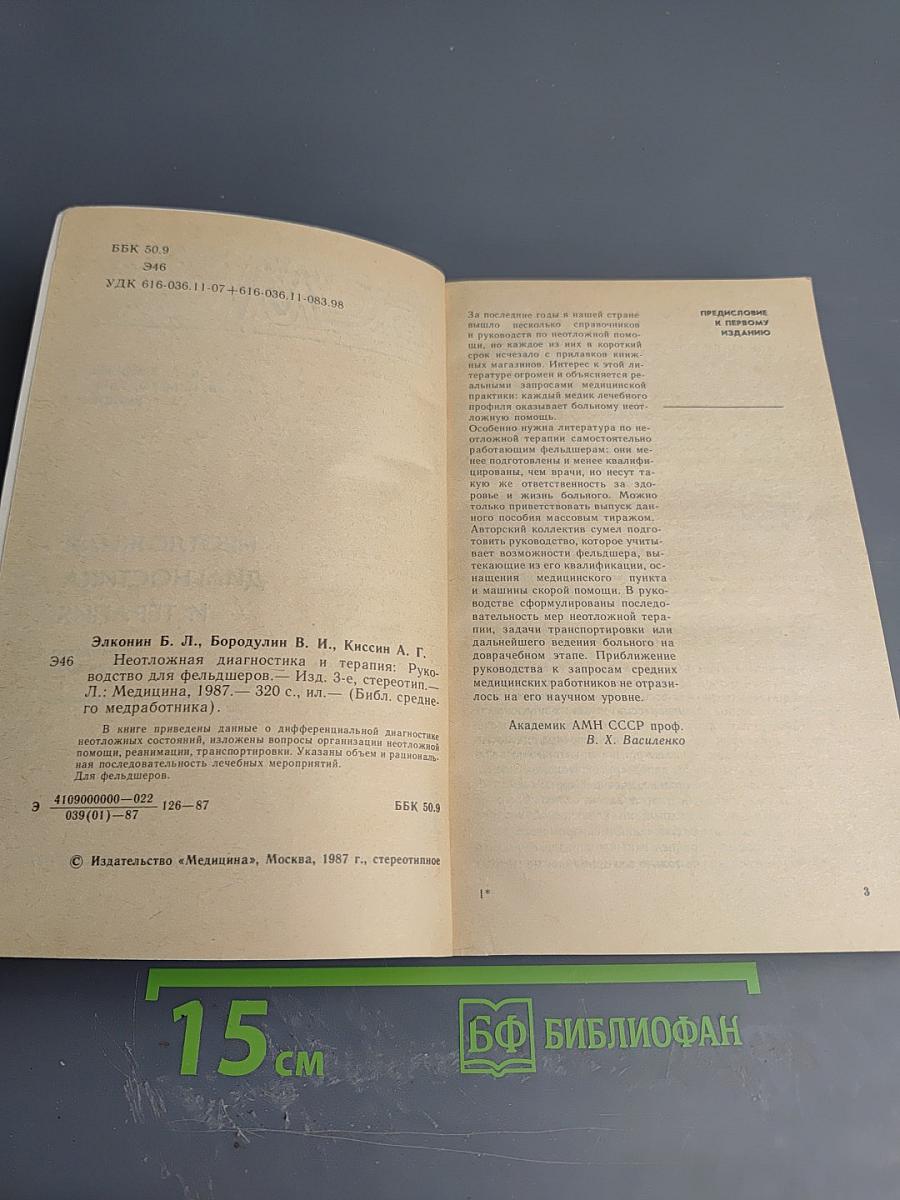 ББК 50.9
Э46
УДК 616-036.11-07+616-036.11-083.98
Элконин Б. Л., Бородулин В. И., Киссин А. Г.
Э46 Неотложная диагностика и терапия: Руко-
водство для фельдшеров.— Изд. 3-е, стереотип.—
Л.: Медицина, 1987.— 320 с., ил.— (Библ. средне-
го медработника).
В книге приведены данные о дифференциальной диагностике
неотложных состояний, изложены вопросы организации неотложной
помощи, реанимации, транспортировки. Указаны объем и рациональ-
ная последовательность лечебных мероприятий.
Для фельдшеров.
Э 4109000000—022
039(01)—87 126—87 ББК 50.9
© Издательство «Медицина», Москва, 1987 г., стереотипное
ПРЕДИСЛОВИЕ
К ПЕРВОМУ
ИЗДАНИЮ
За последние годы в нашей стране
вышло несколько справочников
и руководств по неотложной помо-
щи, но каждое из них в короткий
срок исчезало с прилавков книж-
ных магазинов. Интерес к этой ли-
тературе огромен и объясняется ре-
альными запросами медицинской
практики: каждый медик лечебного
профиля оказывает больному неот-
ложную помощь.
Особенно нужна литература по не-
отложной терапии самостоятельно
работающим фельдшерам: они ме-
нее подготовлены и менее квалифи-
цированы, чем врачи, но несут та-
кую же ответственность за здо-
ровье и жизнь больного. Можно
только приветствовать выпуск дан-
ного пособия массовым тиражом.
Авторский коллектив сумел подго-
товить руководство, которое учиты-
вает возможности фельдшера, вы-
текающие из его квалификации, ос-
нащения медицинского пункта
и машины скорой помощи. В руко-
водстве сформулированы последо-
вательность мер неотложной тера-
пии, задачи транспортировки или
дальнейшего ведения больного на
доврачебном этапе. Приближение
руководства к запросам средних
медицинских работников не отрази-
лось на его научном уровне.
Академик АМН СССР проф.
В. Х. Василенко
1*
3
15 см
БФ БИБЛИОФАН